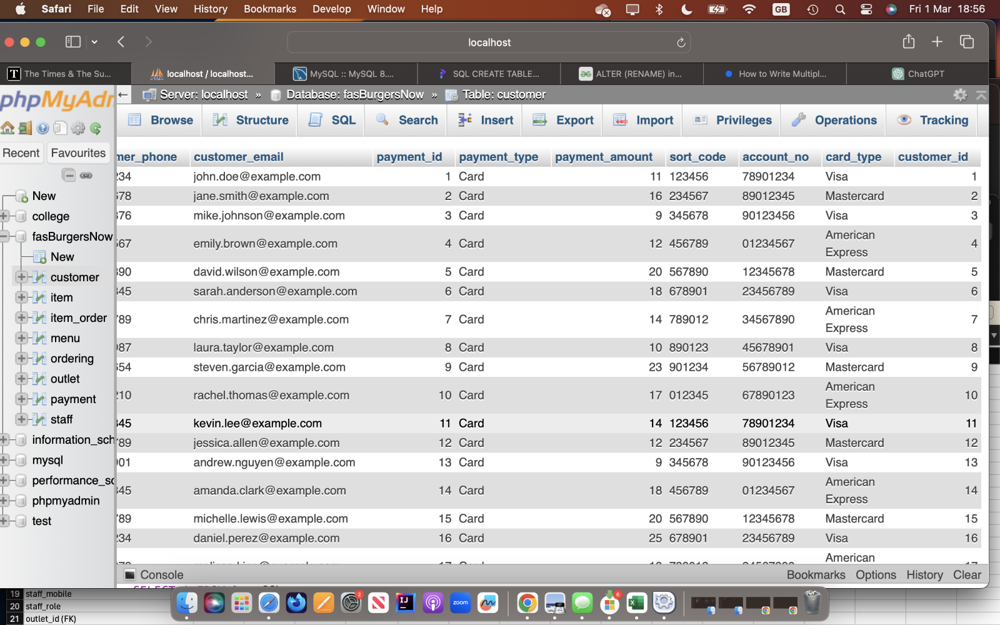 Safari File Edit View History Bookmarks Develop Window Help GB Fri 1 Mar 18:56
localhost
The Times & The Su... localhost / localhost... MySQL :: MySQL 8.... SQL CREATE TABLE... ALTER (RENAME) in... How to Write Multipl... ChatGPT
phpMyAdm
Recent Favourites
New
college
fasBurgersNow
New
customer
item
item_order
menu
ordering
outlet
payment
staff
information_sch
mysql
performance_sc
phpmyadmin
test
Server: localhost » Database: fasBurgersNow » Table: customer
Browse Structure SQL Search Insert Export Import Privileges Operations Tracking
mer_phone customer_email payment_id payment_type payment_amount sort_code account_no card_type customer_id
234 john.doe@example.com 1 Card 11 123456 78901234 Visa 1
678 jane.smith@example.com 2 Card 16 234567 89012345 Mastercard 2
876 mike.johnson@example.com 3 Card 9 345678 90123456 Visa 3
567 emily.brown@example.com 4 Card 12 456789 01234567 American Express 4
890 david.wilson@example.com 5 Card 20 567890 12345678 Mastercard 5
345 sarah.anderson@example.com 6 Card 18 678901 23456789 Visa 6
789 chris.martinez@example.com 7 Card 14 789012 34567890 American Express 7
987 laura.taylor@example.com 8 Card 10 890123 45678901 Visa 8
654 steven.garcia@example.com 9 Card 23 901234 56789012 Mastercard 9
210 rachel.thomas@example.com 10 Card 17 012345 67890123 American Express 10
345 kevin.lee@example.com 11 Card 14 123456 78901234 Visa 11
789 jessica.allen@example.com 12 Card 12 234567 89012345 Mastercard 12
901 andrew.nguyen@example.com 13 Card 9 345678 90123456 Visa 13
345 amanda.clark@example.com 14 Card 18 456789 01234567 American Express 14
789 michelle.lewis@example.com 15 Card 20 567890 12345678 Mastercard 15
234 daniel.perez@example.com 16 Card 25 678901 23456789 Visa 16
American
Console Bookmarks Options History Clear
19 staff_mobile
20 staff_role
21 outlet_id (FK)
2
IJ
zoom
6